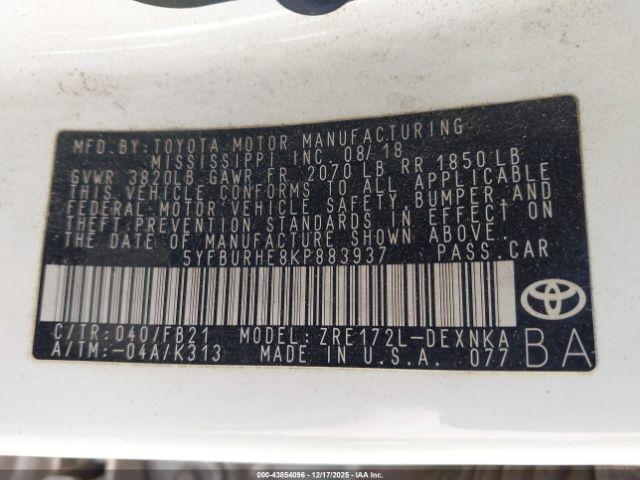 MFD.BY:TOYOTA MOTOR MANUFACTURING
MISSISSIPPI INC. 08/18
GVWR 3820LB GAWR FR 2070 LB RR 1850 LB
THIS VEHICLE CONFORMS TO ALL APPLICABLE
FEDERAL MOTOR VEHICLE SAFETY, BUMPER, AND
THEFT PREVENTION STANDARDS IN EFFECT ON
THE DATE OF MANUFACTURE SHOWN ABOVE.
5YFBURHE8KP883937 PASS.CAR
C/TR: 040/FB21 MODEL: ZRE172L-DEXNKA
A/TM:-04A/K313 MADE IN U.S.A. 077
BA
000-43854096 - 12/17/2025 - IAA Inc.